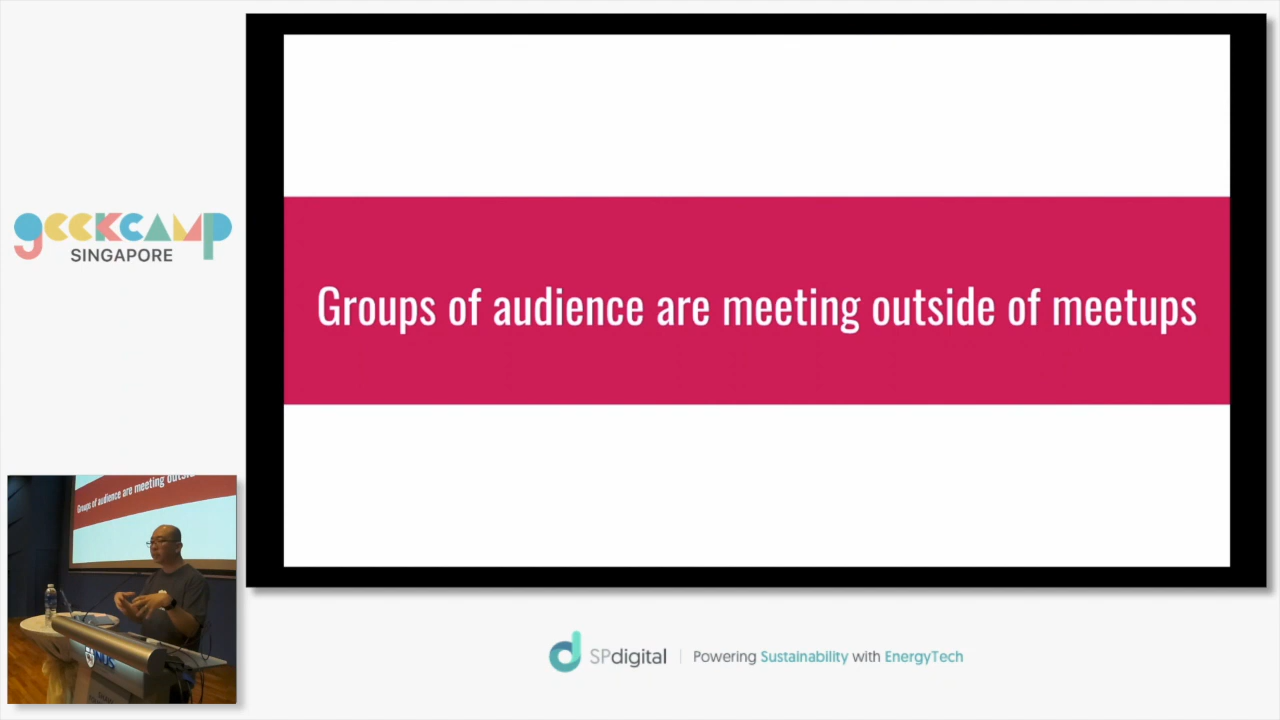 geekcamp
SINGAPORE
Groups of audience are meeting outside of meetups
Groups of audience are meeting outsi
NUS
SPdigital
Powering Sustainability with EnergyTech